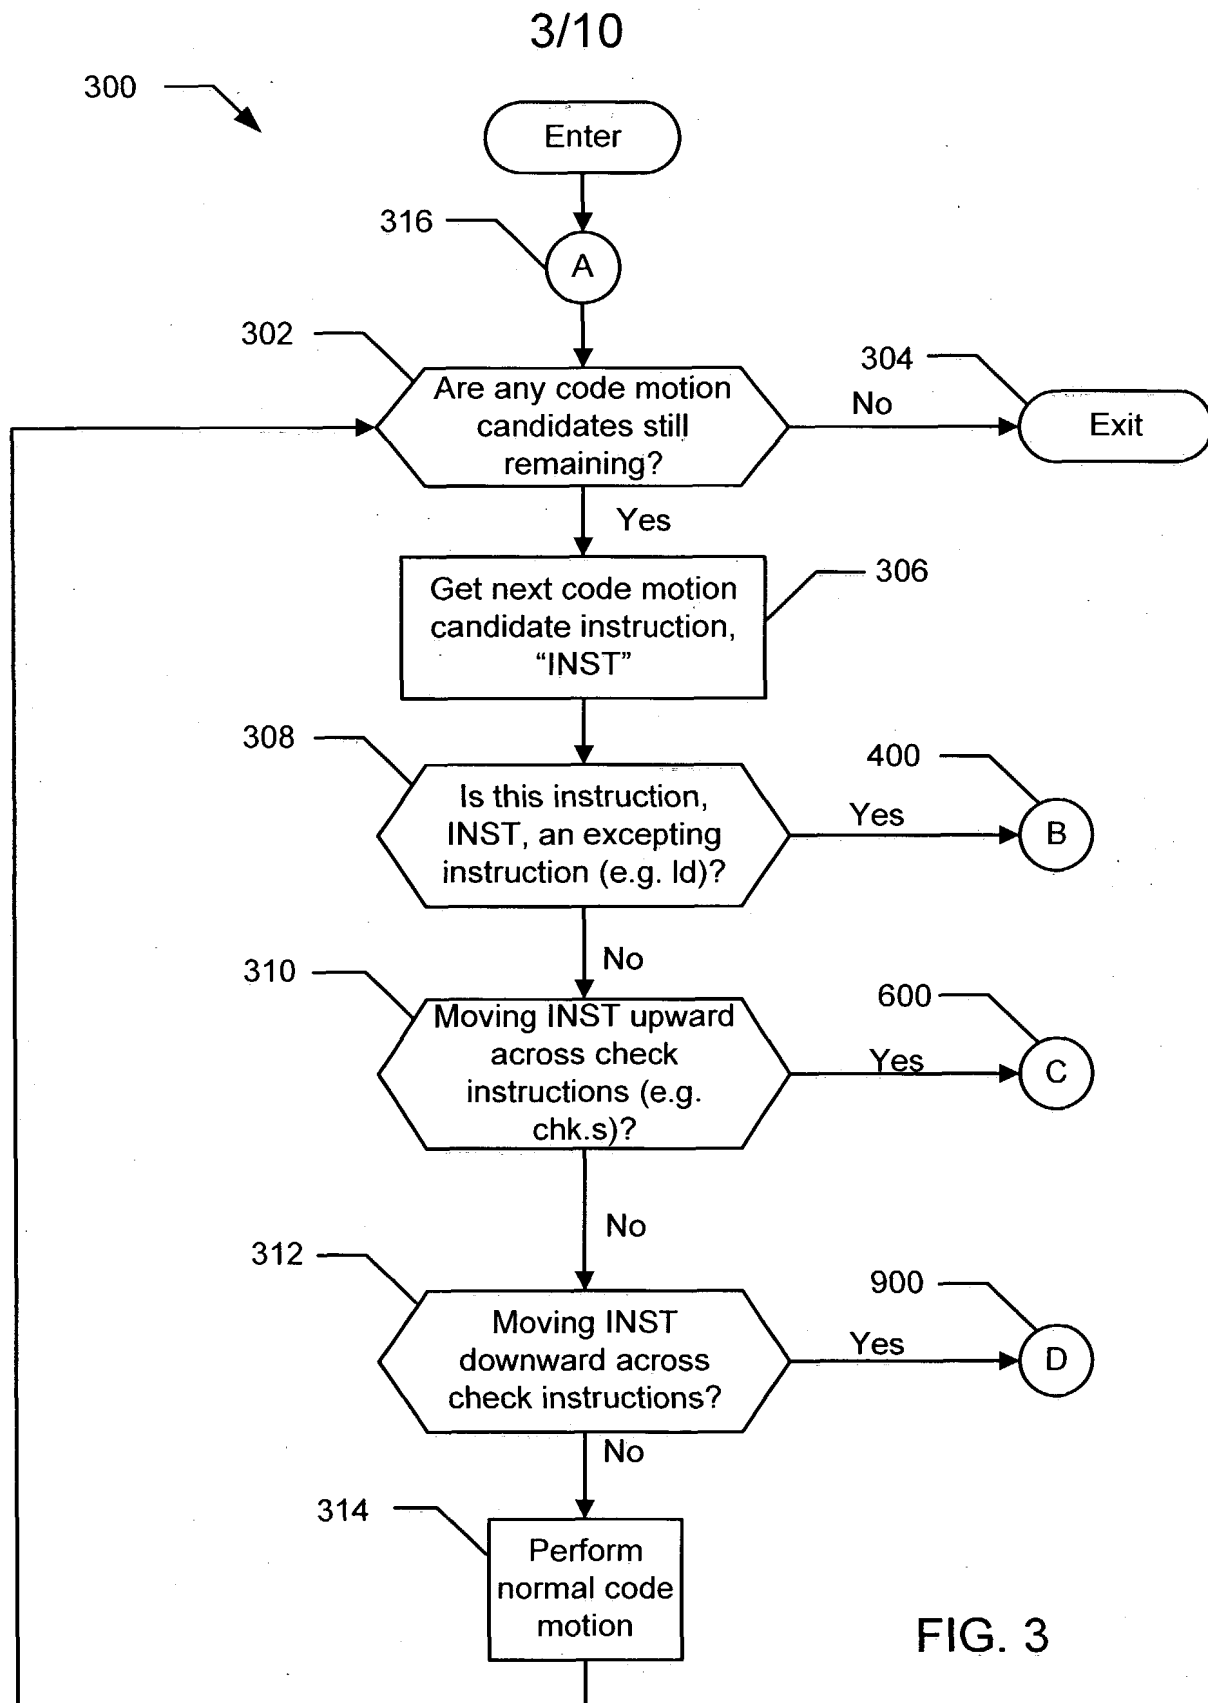 3/10
300
Enter
316
A
302
304
Are any code motion
candidates still
remaining?
No
Exit
Yes
306
Get next code motion
candidate instruction,
“INST”
308
400
Is this instruction,
INST, an excepting
instruction (e.g. ld)?
Yes
B
No
310
600
Moving INST upward
across check
instructions (e.g.
chk.s)?
Yes
C
No
312
900
Moving INST
downward across
check instructions?
Yes
D
No
314
Perform
normal code
motion
FIG. 3